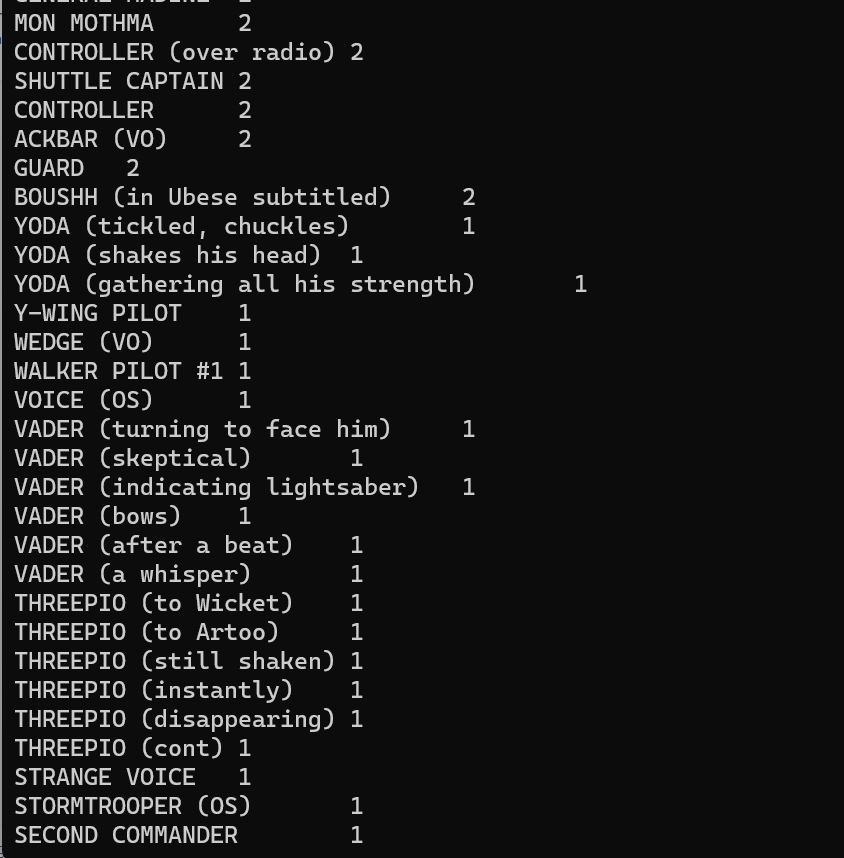 MON MOTHMA 2
CONTROLLER (over radio) 2
SHUTTLE CAPTAIN 2
CONTROLLER 2
ACKBAR (VO) 2
GUARD 2
BOUSHH (in Ubese subtitled) 2
YODA (tickled, chuckles) 1
YODA (shakes his head) 1
YODA (gathering all his strength) 1
Y-WING PILOT 1
WEDGE (VO) 1
WALKER PILOT #1 1
VOICE (OS) 1
VADER (turning to face him) 1
VADER (skeptical) 1
VADER (indicating lightsaber) 1
VADER (bows) 1
VADER (after a beat) 1
VADER (a whisper) 1
THREEPIO (to Wicket) 1
THREEPIO (to Artoo) 1
THREEPIO (still shaken) 1
THREEPIO (instantly) 1
THREEPIO (disappearing) 1
THREEPIO (cont) 1
STRANGE VOICE 1
STORMTROOPER (OS) 1
SECOND COMMANDER 1